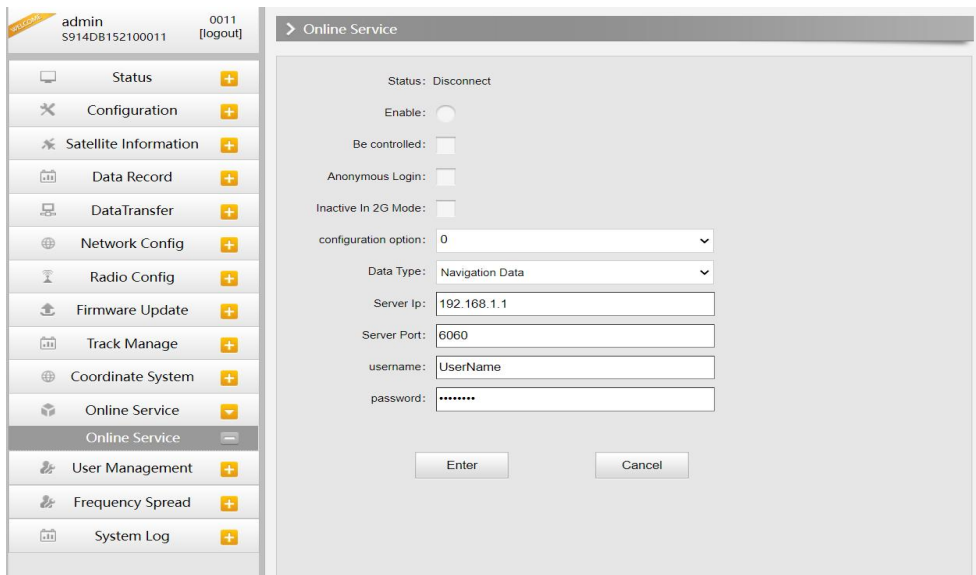 WELCOME
admin 0011
S914DB152100011 [logout]
Status
Configuration
Satellite Information
Data Record
DataTransfer
Network Config
Radio Config
Firmware Update
Track Manage
Coordinate System
Online Service
Online Service
User Management
Frequency Spread
System Log
Online Service
Status: Disconnect
Enable:
Be controlled:
Anonymous Login:
Inactive In 2G Mode:
configuration option: 0
Data Type: Navigation Data
Server Ip: 192.168.1.1
Server Port: 6060
username: UserName
password: ••••••••
Enter Cancel